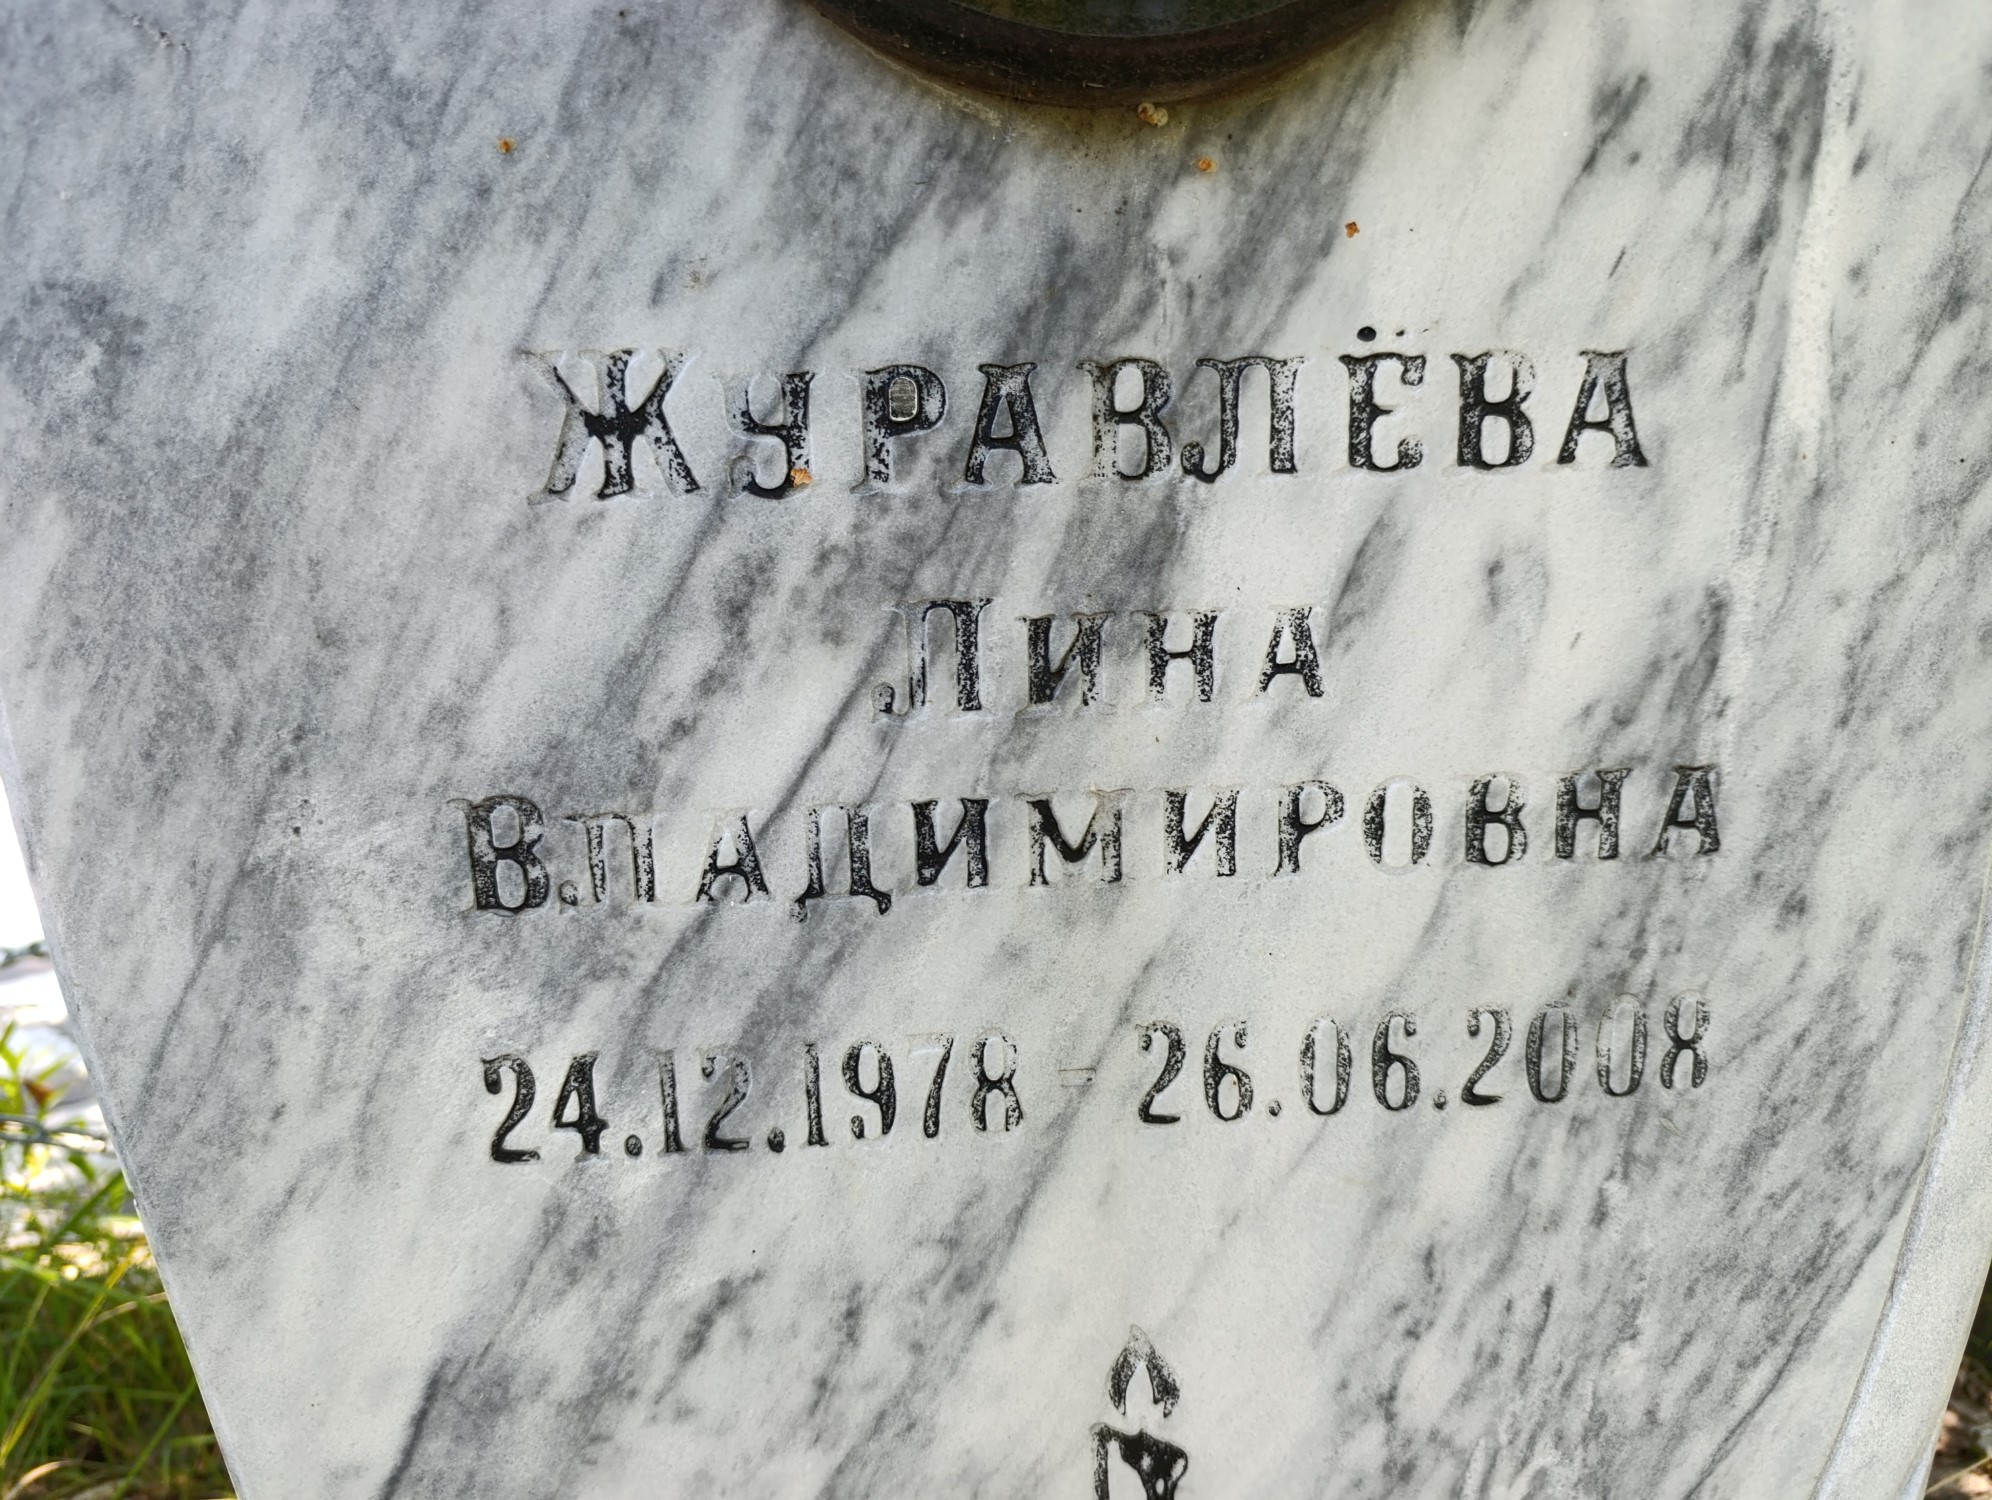 ЖУРАВЛЁВА
ЛИНА
ВЛАДИМИРОВНА
24.12.1978 - 26.06.2008